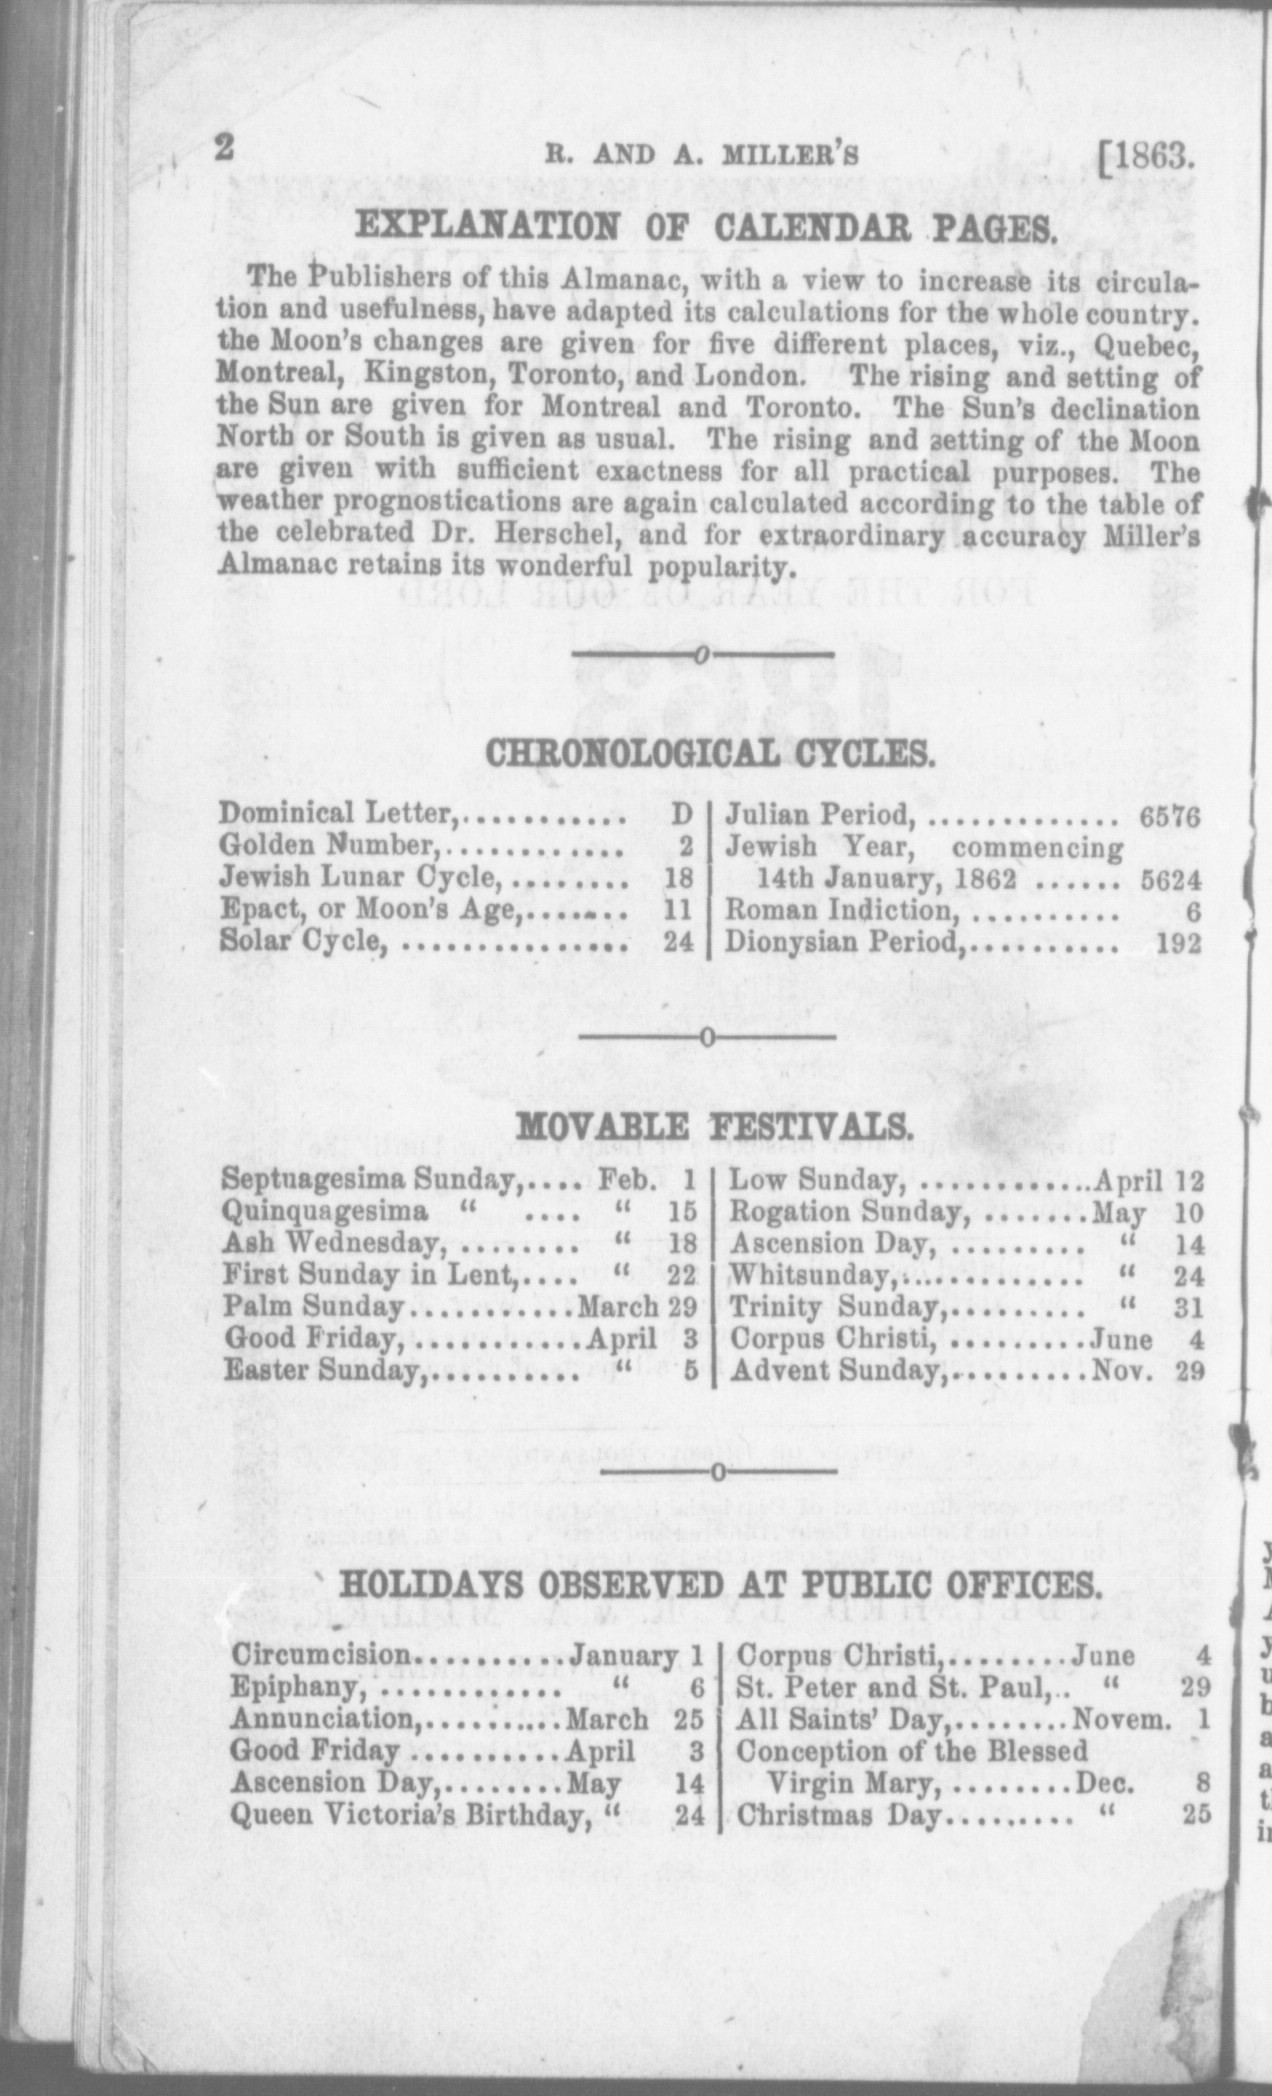 2 R. AND A. MILLER'S [1863.
EXPLANATION OF CALENDAR PAGES.
The Publishers of this Almanac, with a view to increase its circula-
tion and usefulness, have adapted its calculations for the whole country.
the Moon's changes are given for five different places, viz., Quebec,
Montreal, Kingston, Toronto, and London. The rising and setting of
the Sun are given for Montreal and Toronto. The Sun's declination
North or South is given as usual. The rising and setting of the Moon
are given with sufficient exactness for all practical purposes. The
weather prognostications are again calculated according to the table of
the celebrated Dr. Herschel, and for extraordinary accuracy Miller's
Almanac retains its wonderful popularity.
o
CHRONOLOGICAL CYCLES.
Dominical Letter,........... D
Golden Number,............ 2
Jewish Lunar Cycle, ........ 18
Epact, or Moon's Age,....... 11
Solar Cycle, ............... 24
Julian Period, ............. 6576
Jewish Year, commencing
14th January, 1862 ...... 5624
Roman Indiction, .......... 6
Dionysian Period,.......... 192
o
MOVABLE FESTIVALS.
Septuagesima Sunday,.... Feb. 1
Quinquagesima " .... " 15
Ash Wednesday, ........ " 18
First Sunday in Lent,.... " 22
Palm Sunday...........March 29
Good Friday, ............April 3
Easter Sunday,.......... " 5
Low Sunday, ............April 12
Rogation Sunday, .......May 10
Ascension Day, ......... " 14
Whitsunday,............. " 24
Trinity Sunday,......... " 31
Corpus Christi, ..........June 4
Advent Sunday,.........Nov. 29
o
HOLIDAYS OBSERVED AT PUBLIC OFFICES.
Circumcision..........January 1
Epiphany, ............ " 6
Annunciation,..........March 25
Good Friday ..........April 3
Ascension Day,........May 14
Queen Victoria's Birthday, " 24
Corpus Christi,........June 4
St. Peter and St. Paul,.. " 29
All Saints' Day,........Novem. 1
Conception of the Blessed
Virgin Mary, ........Dec. 8
Christmas Day......... " 25